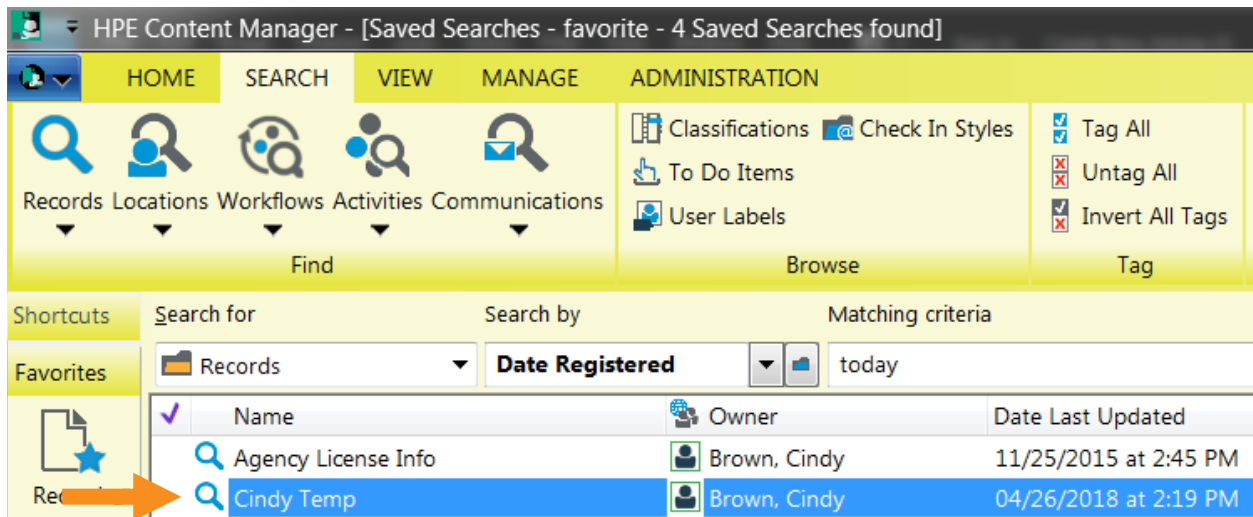 HPE Content Manager - [Saved Searches - favorite - 4 Saved Searches found]
HOME SEARCH VIEW MANAGE ADMINISTRATION
Classifications Check In Styles Tag All
To Do Items Untag All
Records Locations Workflows Activities Communications User Labels Invert All Tags
Find Browse Tag
Shortcuts Search for Search by Matching criteria
Favorites Records Date Registered today
Name Owner Date Last Updated
Agency License Info Brown, Cindy 11/25/2015 at 2:45 PM
Cindy Temp Brown, Cindy 04/26/2018 at 2:19 PM